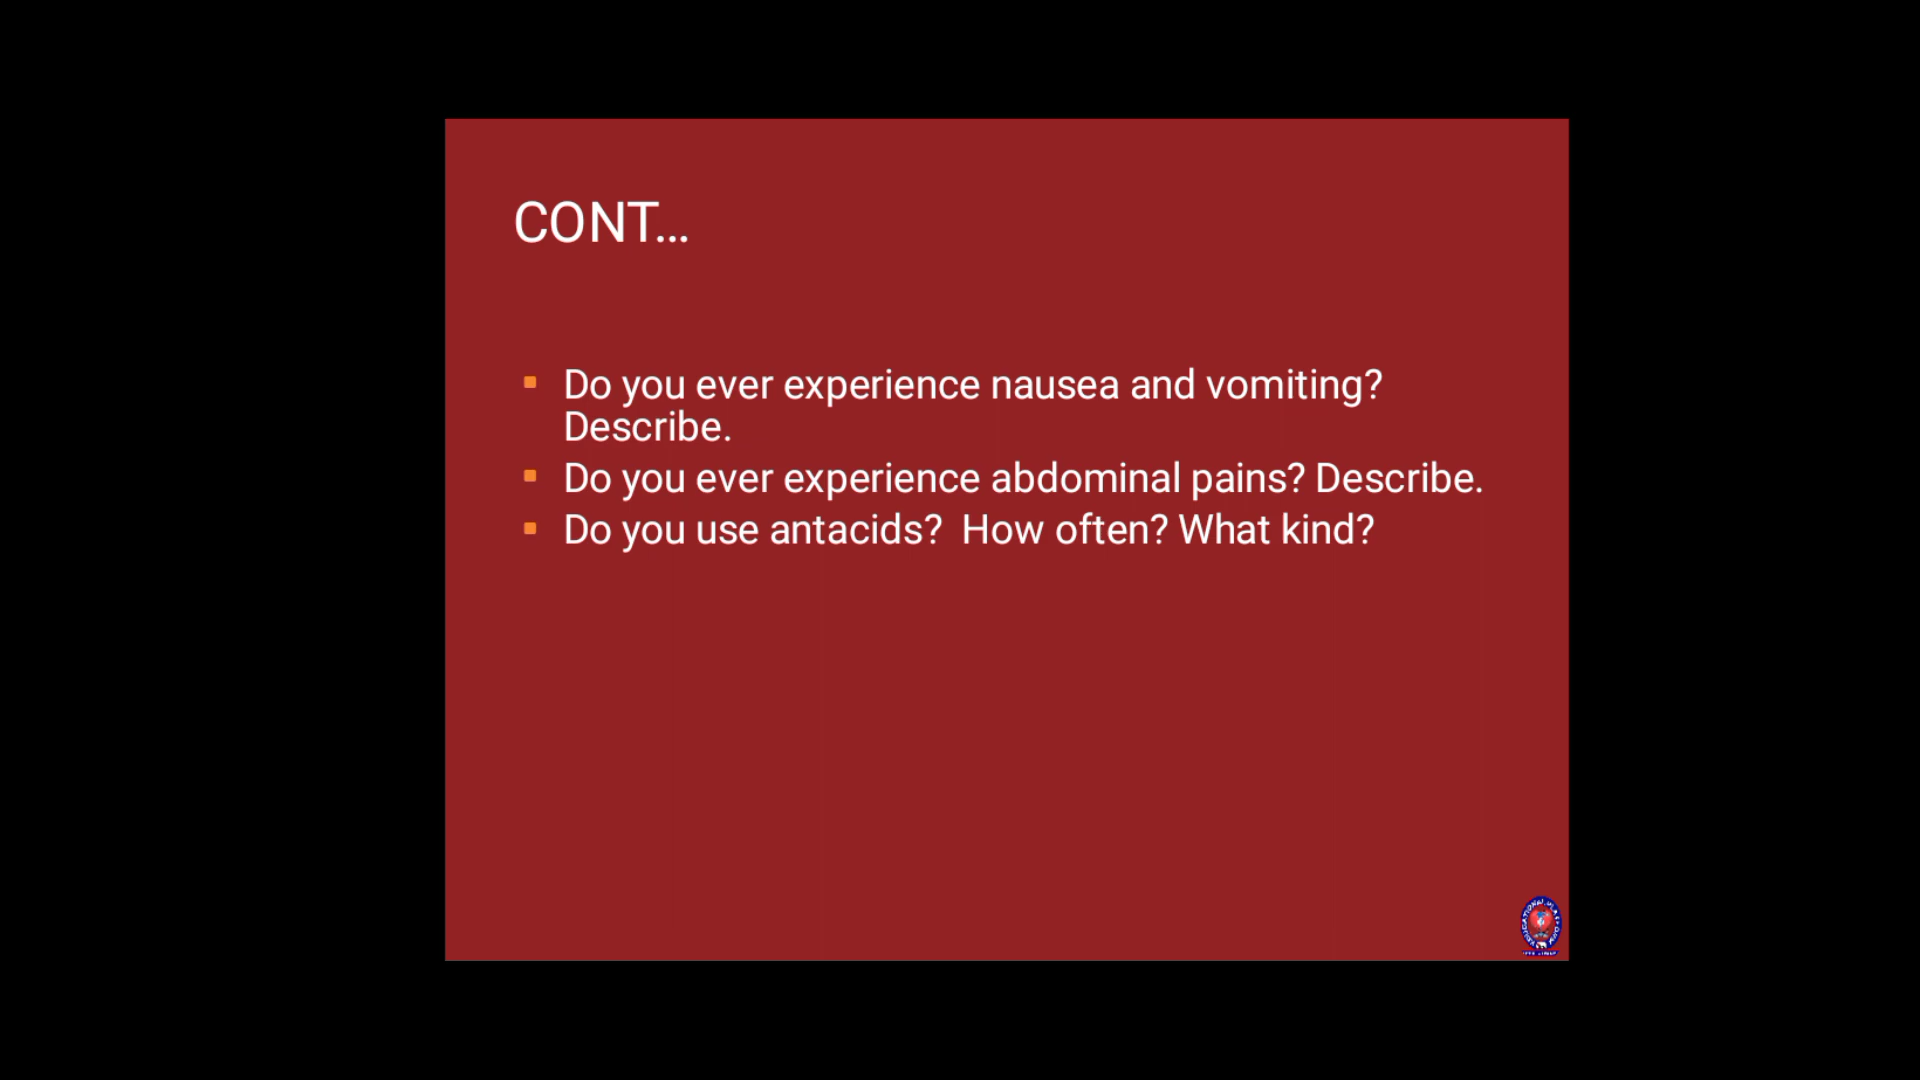 CONT...
Do you ever experience nausea and vomiting?
Describe.
Do you ever experience abdominal pains? Describe.
Do you use antacids?  How often? What kind?